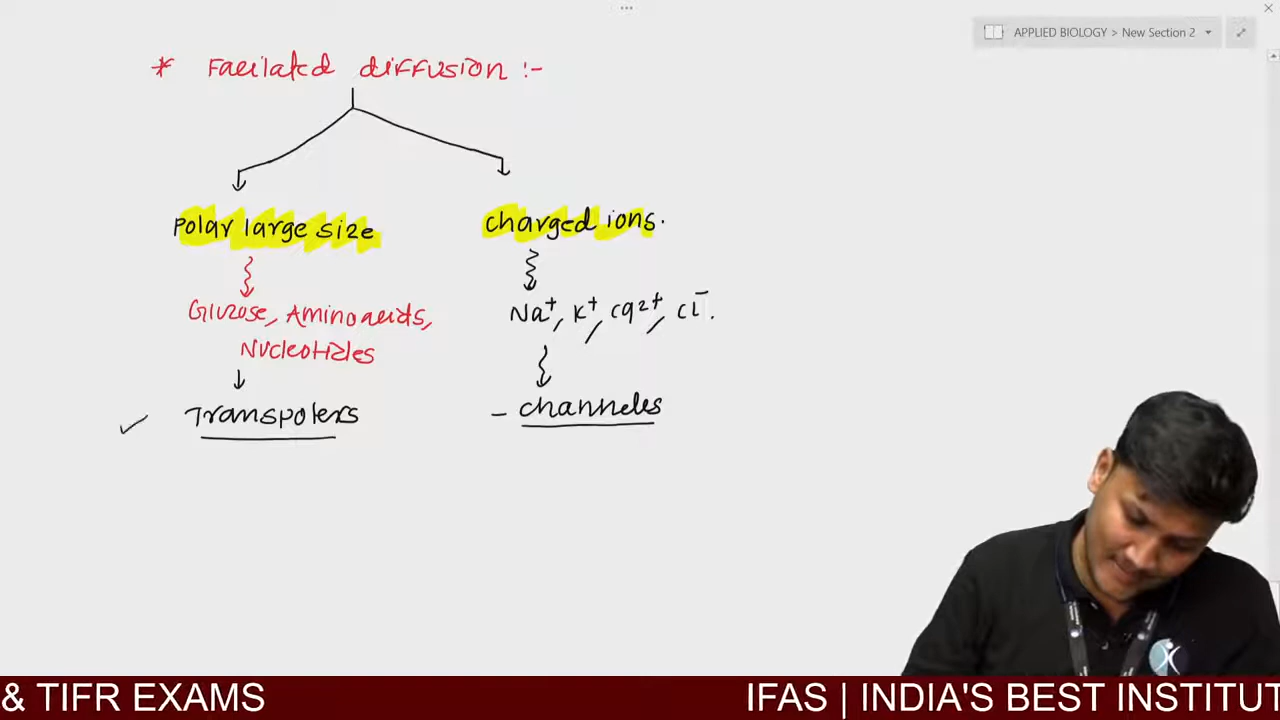 APPLIED BIOLOGY > New Section 2
* Facilated diffusion :-
Polar large size
charged ions.
Glucose, Aminoacids,
Nucleotides
Na+, K+, Ca2+, Cl-.
Transpoters
- channeles
& TIFR EXAMS
IFAS | INDIA'S BEST INSTITUT